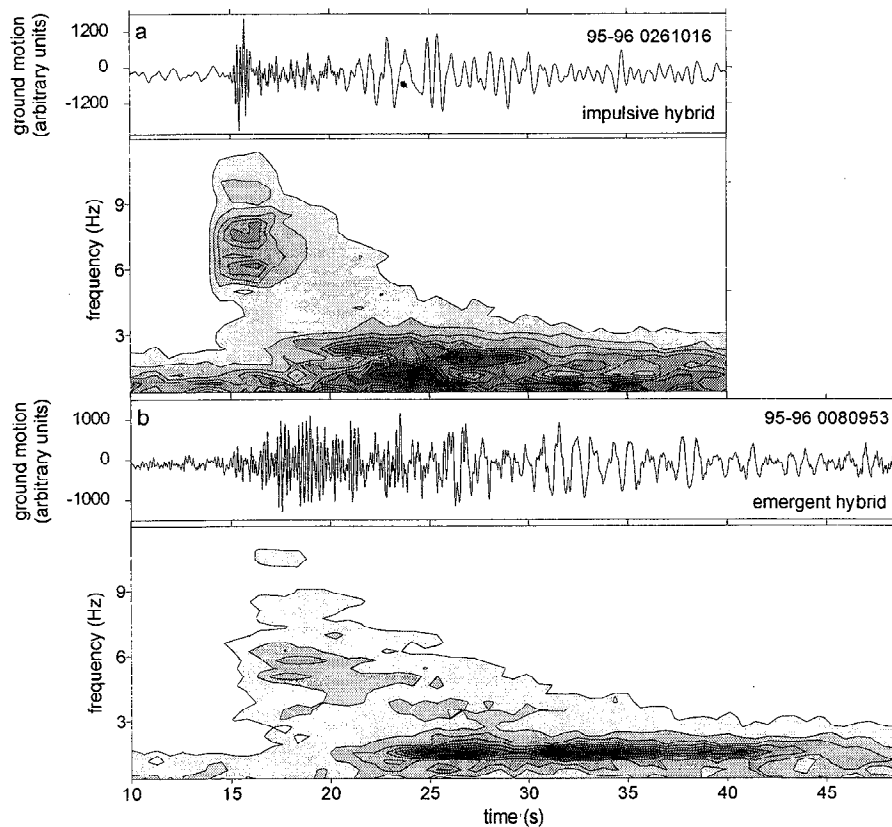 a
95-96 0261016
1200
0
-1200
ground motion
(arbitrary units)
impulsive hybrid
9
6
3
frequency (Hz)
b
95-96 0080953
1000
0
-1000
ground motion
(arbitrary units)
emergent hybrid
9
6
3
frequency (Hz)
10 15 20 25 30 35 40 45
time (s)